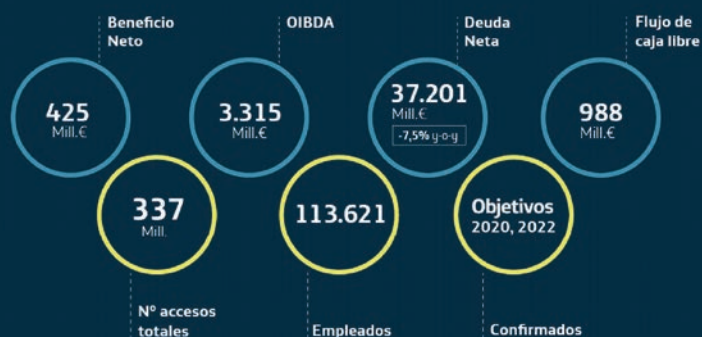 Beneficio
Neto
OIBDA
Deuda
Neta
Flujo de
caja libre
425
Mill.€
3.315
Mill.€
37.201
Mill.€
-7,5% y-o-y
988
Mill.€
337
Mill.
113.621
Objetivos
2020, 2022
Nº accesos
totales
Empleados
Confirmados